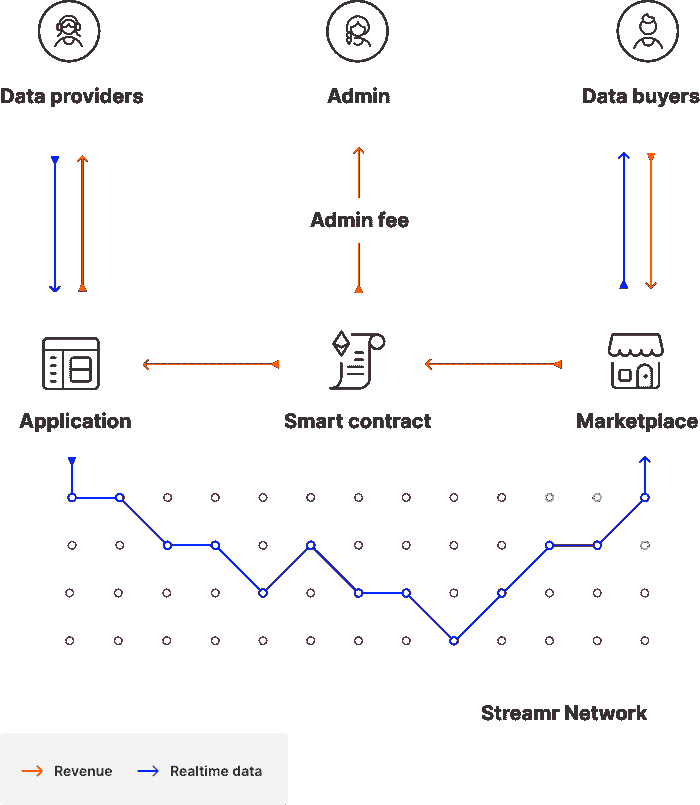 Data providers
Admin
Data buyers
Admin fee
Application
Smart contract
Marketplace
Streamr Network
Revenue
Realtime data